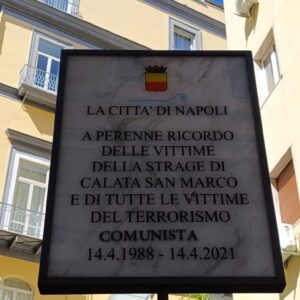 LA CITTA' DI NAPOLI
A PERENNE RICORDO
DELLE VITTIME
DELLA STRAGE DI
CALATA SAN MARCO
E DI TUTTE LE VITTIME
DEL TERRORISMO
COMUNISTA
14.4.1988 - 14.4.2021